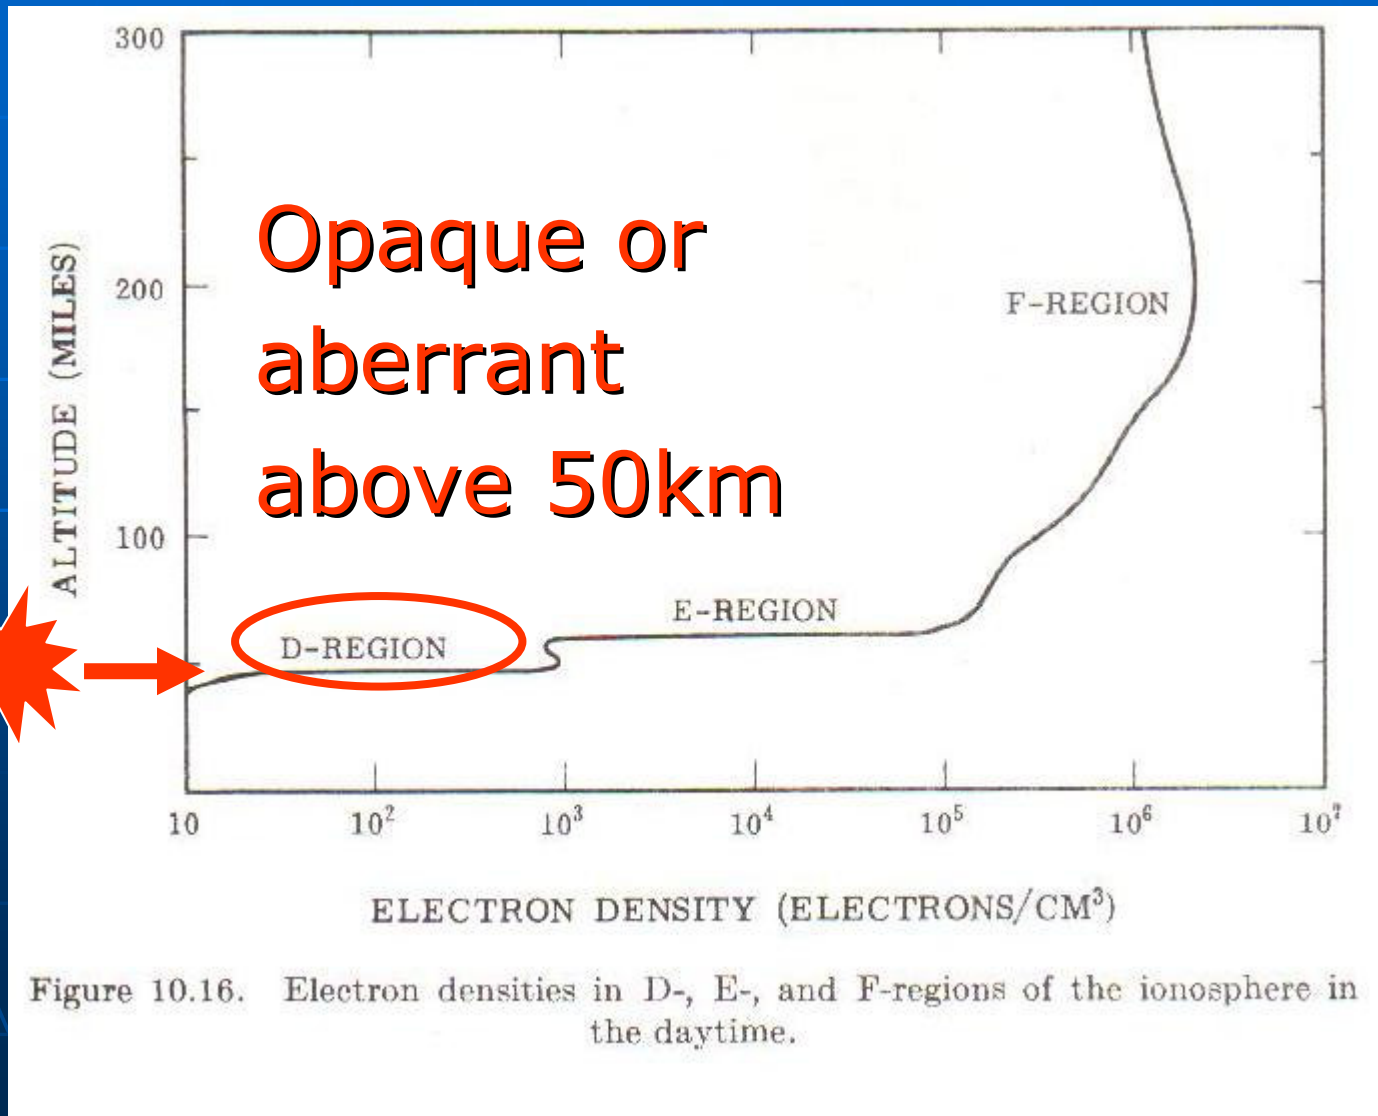 300
200
100
ALTITUDE (MILES)
Opaque or
aberrant
above 50km
F-REGION
E-REGION
D-REGION
10 10² 10³ 10⁴ 10⁵ 10⁶ 10⁷
ELECTRON DENSITY (ELECTRONS/CM³)
Figure 10.16. Electron densities in D-, E-, and F-regions of the ionosphere in
the daytime.